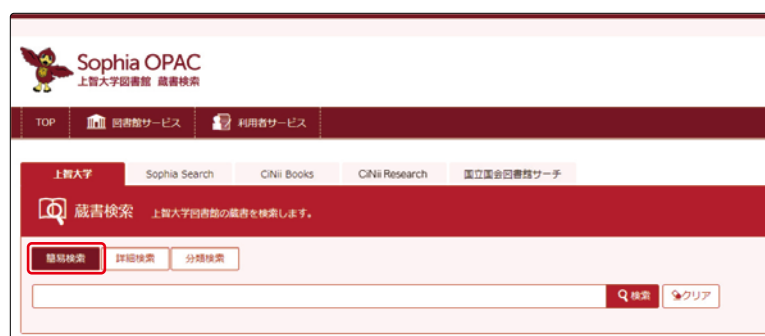 Sophia OPAC
上智大学図書館 蔵書検索
TOP 図書館サービス 利用者サービス
上智大学 Sophia Search CiNii Books CiNii Research 国立国会図書館サーチ
蔵書検索 上智大学図書館の蔵書を検索します。
簡易検索 詳細検索 分類検索
検索 クリア